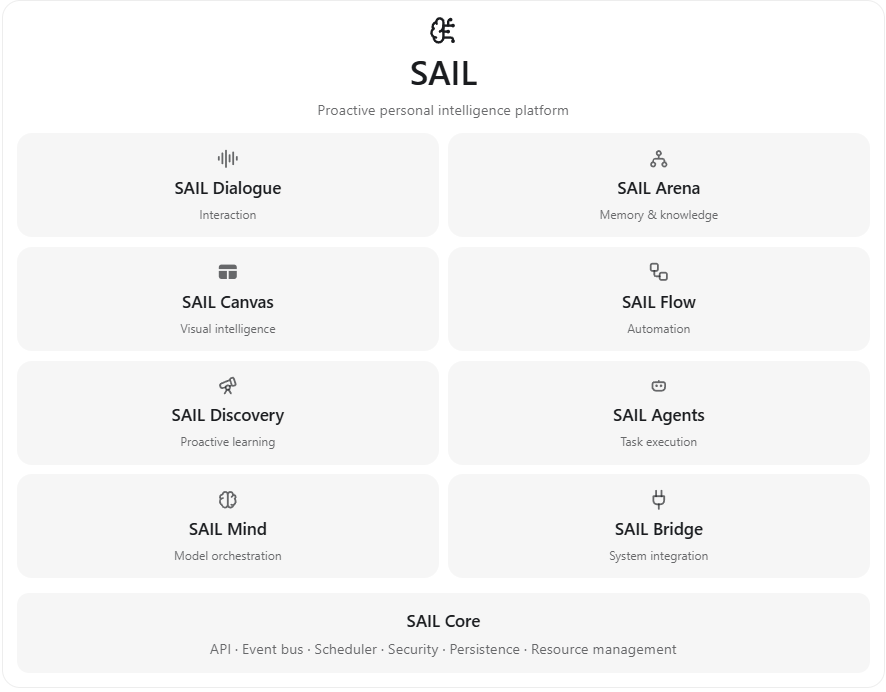 SAIL
Proactive personal intelligence platform
SAIL Dialogue
Interaction
SAIL Arena
Memory & knowledge
SAIL Canvas
Visual intelligence
SAIL Flow
Automation
SAIL Discovery
Proactive learning
SAIL Agents
Task execution
SAIL Mind
Model orchestration
SAIL Bridge
System integration
SAIL Core
API · Event bus · Scheduler · Security · Persistence · Resource management